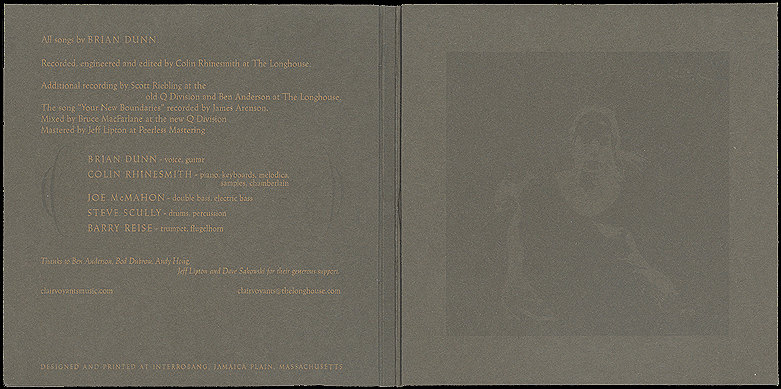 All songs by BRIAN DUNN
Recorded, engineered and edited by Colin Rhinesmith at The Longhouse.
Additional recording by Scott Riebling at the
old Q Division and Ben Anderson at The Longhouse.
The song "Your New Boundaries" recorded by James Arenson.
Mixed by Bruce MacFarlane at the new Q Division
Mastered by Jeff Lipton at Peerless Mastering
BRIAN DUNN - voice, guitar
COLIN RHINESMITH - piano, keyboards, melodica,
samples, chamberlain
JOE McMAHON - double bass, electric bass
STEVE SCULLY - drums, percussion
BARRY REISE - trumpet, flugelhorn
Thanks to Ben Anderson, Bod Dubrow, Andy Hong,
Jeff Lipton and Dave Sakowski for their generous support.
clairvoyantsmusic.com clairvoyants@thelonghouse.com
DESIGNED AND PRINTED AT INTERROBANG, JAMAICA PLAIN, MASSACHUSETTS